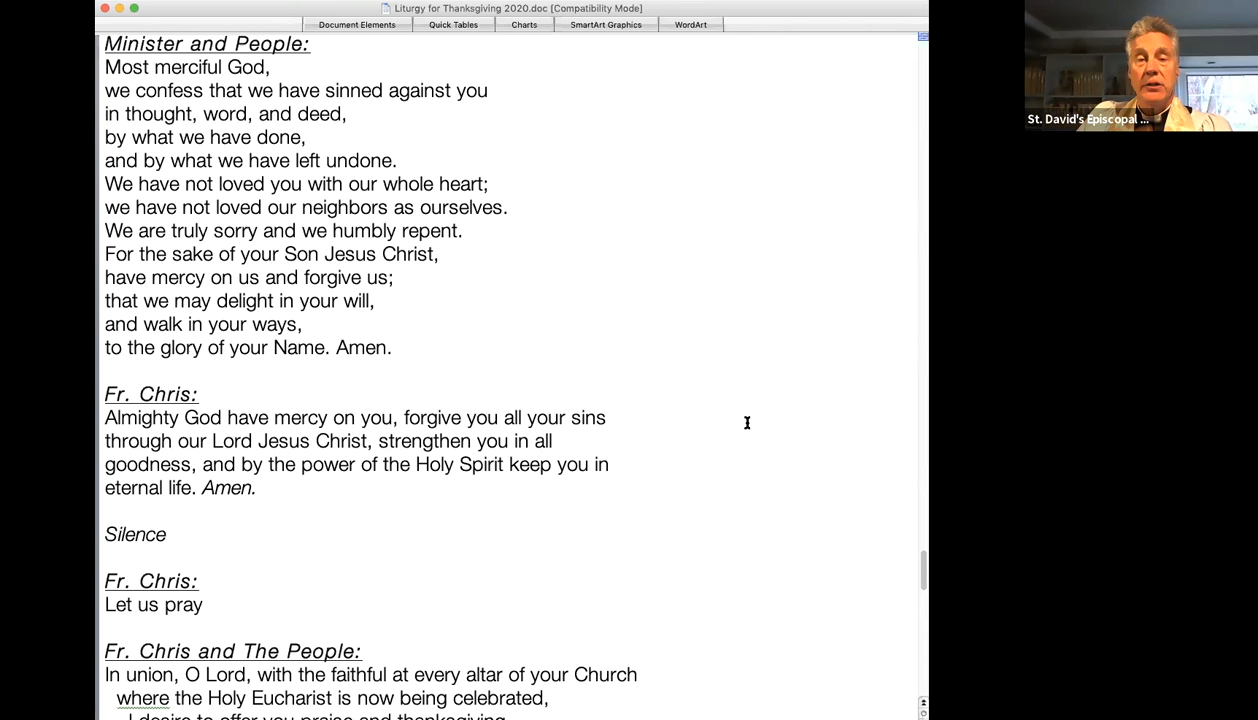 Liturgy for Thanksgiving 2020.doc [Compatibility Mode]
Document Elements Quick Tables Charts SmartArt Graphics WordArt
Minister and People:
Most merciful God,
we confess that we have sinned against you
in thought, word, and deed,
by what we have done,
and by what we have left undone.
We have not loved you with our whole heart;
we have not loved our neighbors as ourselves.
We are truly sorry and we humbly repent.
For the sake of your Son Jesus Christ,
have mercy on us and forgive us;
that we may delight in your will,
and walk in your ways,
to the glory of your Name. Amen.
Fr. Chris:
Almighty God have mercy on you, forgive you all your sins
through our Lord Jesus Christ, strengthen you in all
goodness, and by the power of the Holy Spirit keep you in
eternal life. Amen.
Silence
Fr. Chris:
Let us pray
Fr. Chris and The People:
In union, O Lord, with the faithful at every altar of your Church
where the Holy Eucharist is now being celebrated,
I desire to offer you praise and thanksgiving
St. David's Episcopal ...